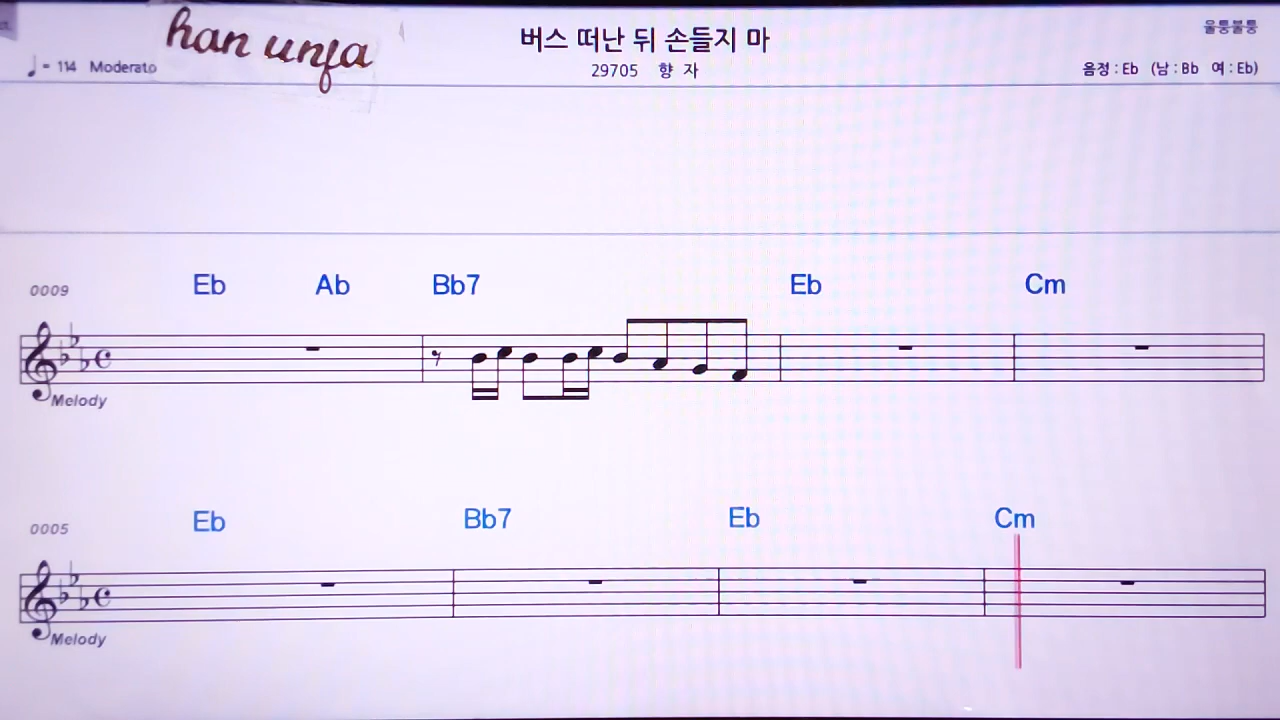 han unja
버스 떠난 뒤 손들지 마
울퉁불퉁
♩= 114 Moderato
29705 향 자
음정 : Eb (남 : Bb 여 : Eb)
0009
Eb Ab Bb7 Eb Cm
Melody
0005
Eb Bb7 Eb Cm
Melody